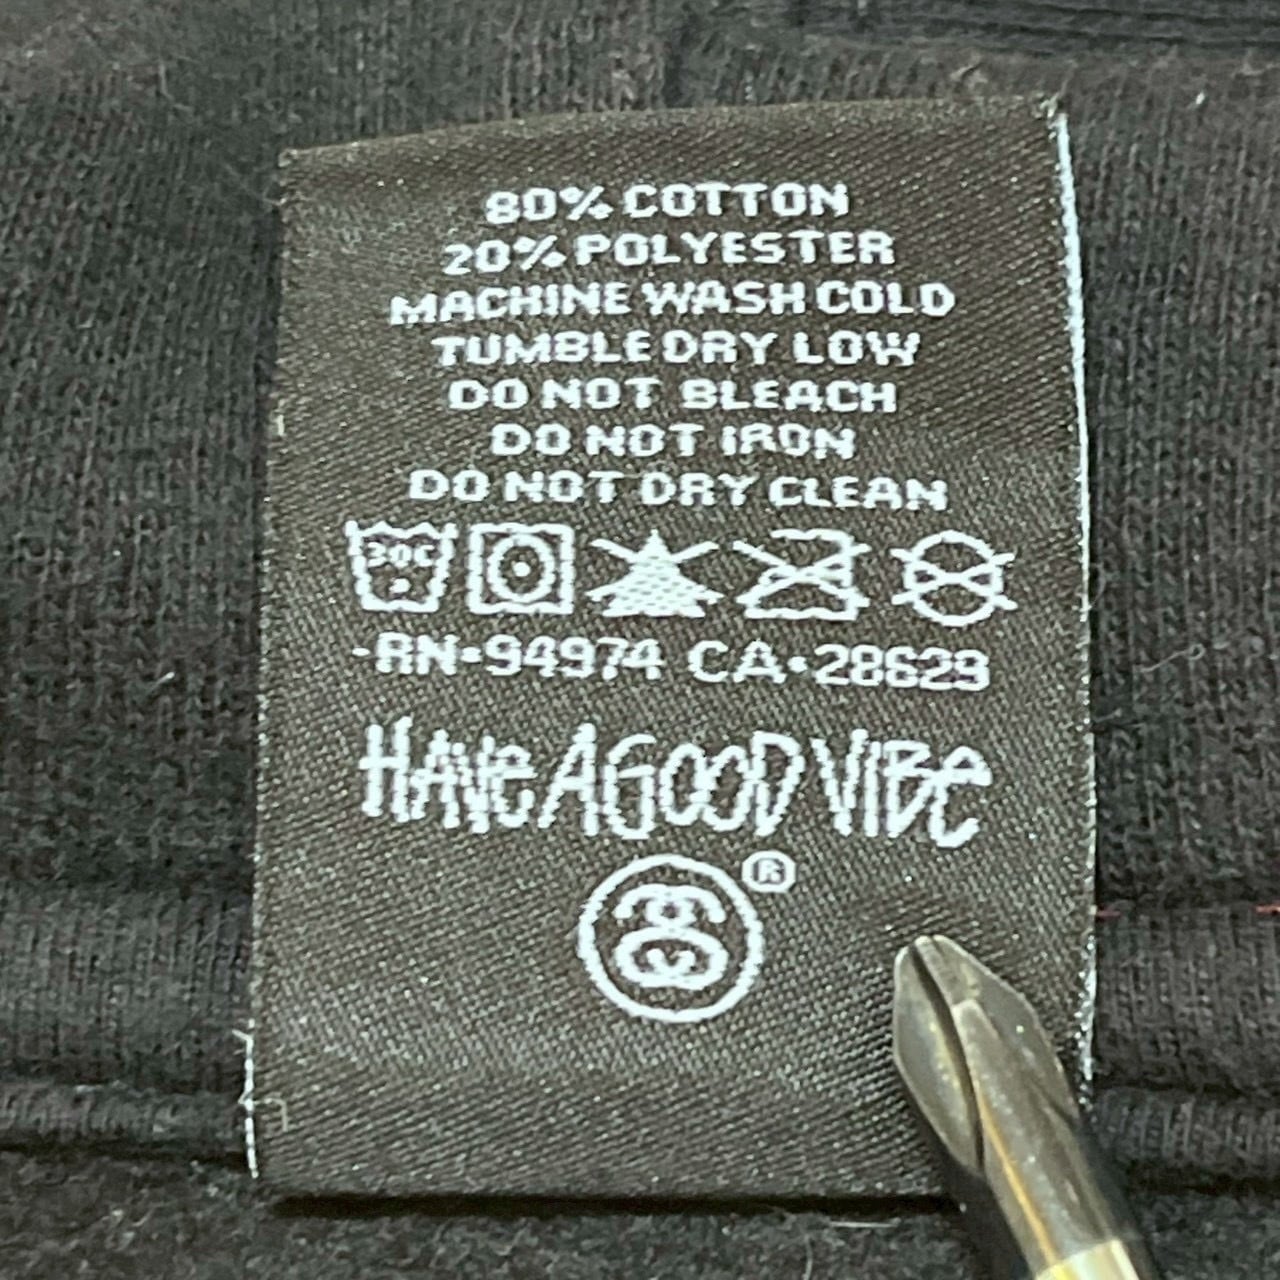 80% COTTON
20% POLYESTER
MACHINE WASH COLD
TUMBLE DRY LOW
DO NOT BLEACH
DO NOT IRON
DO NOT DRY CLEAN
30C
-RN•94974 CA•28629
HAVE A GOOD VIBE
®